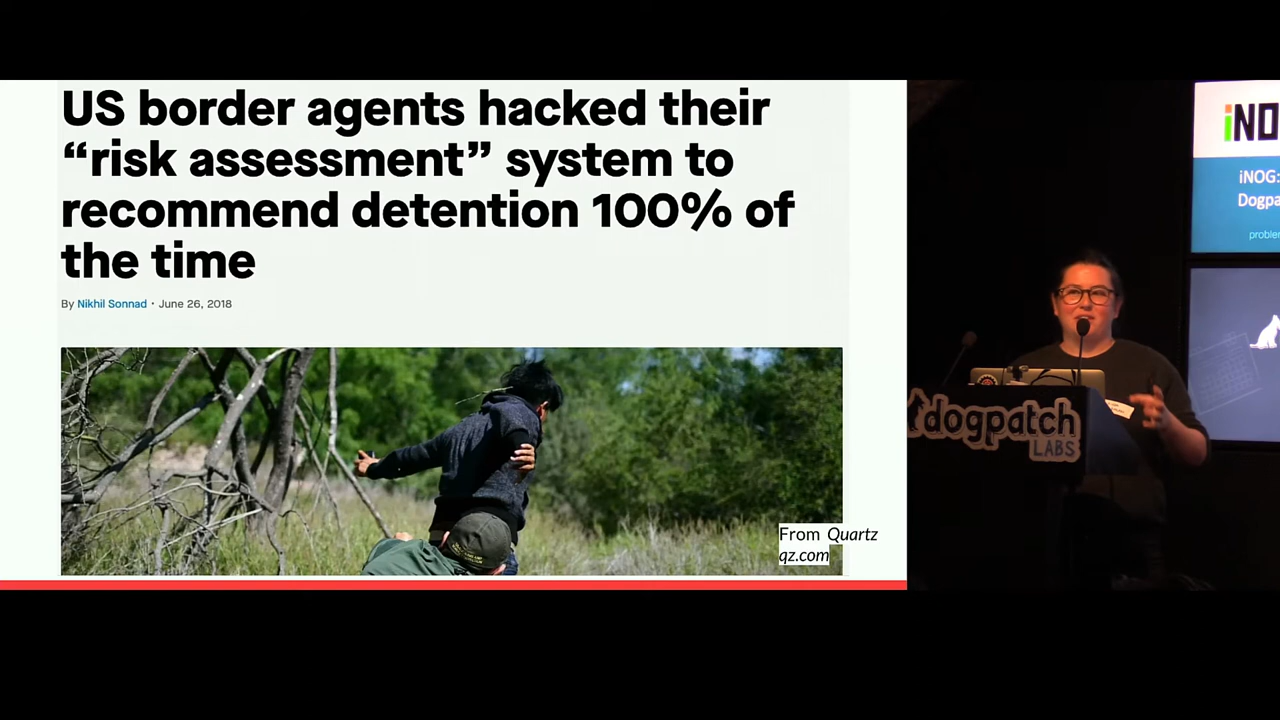 US border agents hacked their
“risk assessment” system to
recommend detention 100% of
the time
By Nikhil Sonnad · June 26, 2018
From Quartz
qz.com
iNO
iNOG:
Dogpa
problem
dogpatch
LABS